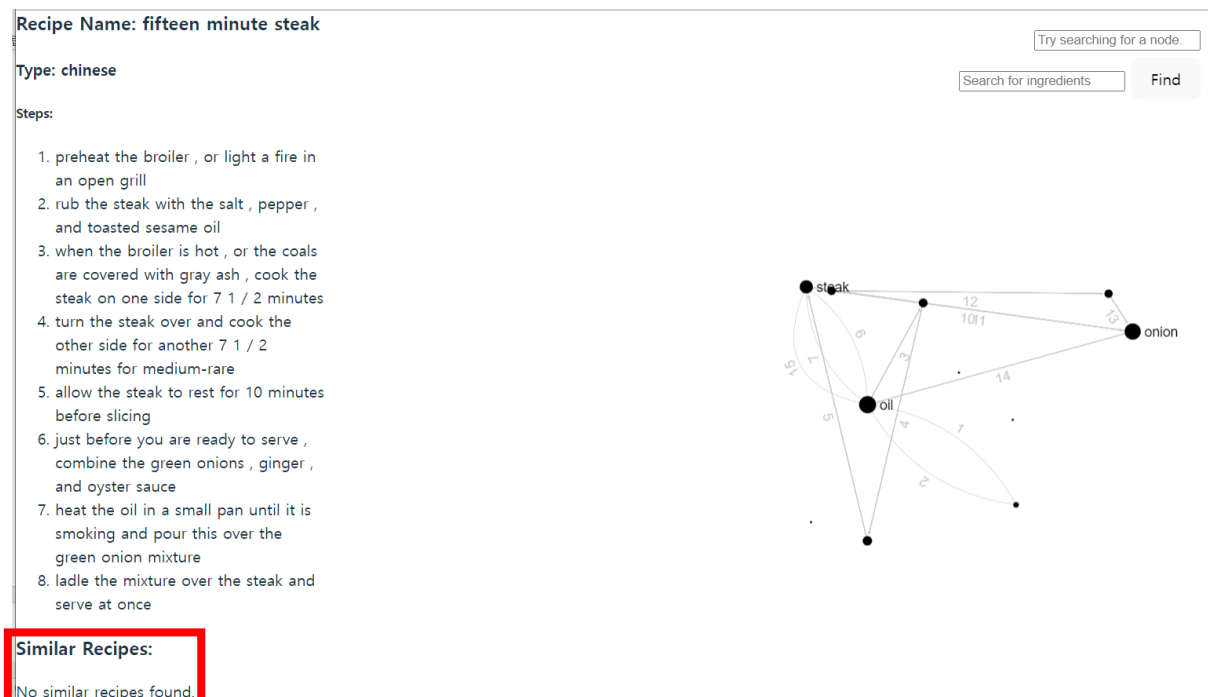 Recipe Name: fifteen minute steak
Try searching for a node.
Type: chinese
Search for ingredients
Find
Steps:
1. preheat the broiler , or light a fire in
an open grill
2. rub the steak with the salt , pepper ,
and toasted sesame oil
3. when the broiler is hot , or the coals
are covered with gray ash , cook the
steak on one side for 7 1 / 2 minutes
4. turn the steak over and cook the
other side for another 7 1 / 2
minutes for medium-rare
5. allow the steak to rest for 10 minutes
before slicing
6. just before you are ready to serve ,
combine the green onions , ginger ,
and oyster sauce
7. heat the oil in a small pan until it is
smoking and pour this over the
green onion mixture
8. ladle the mixture over the steak and
serve at once
Similar Recipes:
No similar recipes found.
steak
12
1011
13
onion
6
7
3
15
14
oil
5
4
1
2